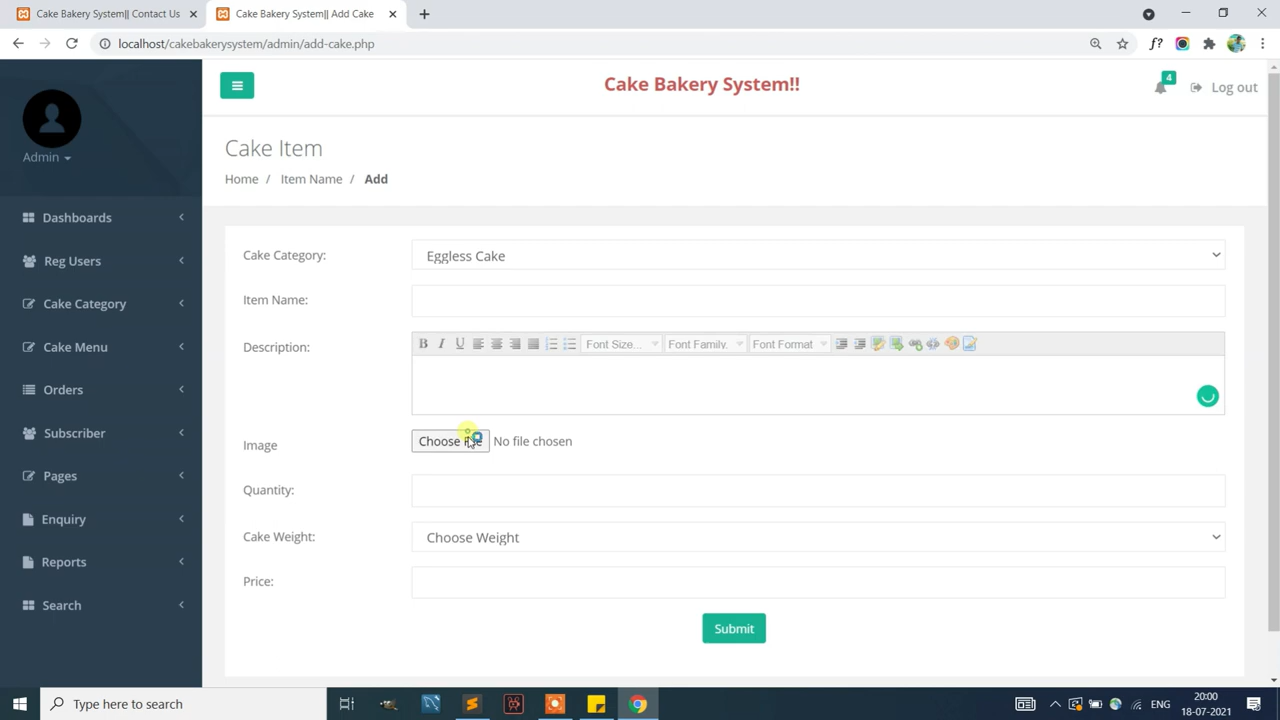 Cake Bakery System|| Contact Us
Cake Bakery System|| Add Cake
localhost/cakebakerysystem/admin/add-cake.php
f?
Admin
Cake Bakery System!!
4
Log out
Cake Item
Home / Item Name / Add
Dashboards
Reg Users
Cake Category
Cake Menu
Orders
Subscriber
Pages
Enquiry
Reports
Search
Cake Category:
Eggless Cake
Item Name:
Description:
B I U Font Size... Font Family. Font Format
Image
Choose File No file chosen
Quantity:
Cake Weight:
Choose Weight
Price:
Submit
Type here to search
ENG
20:00
18-07-2021